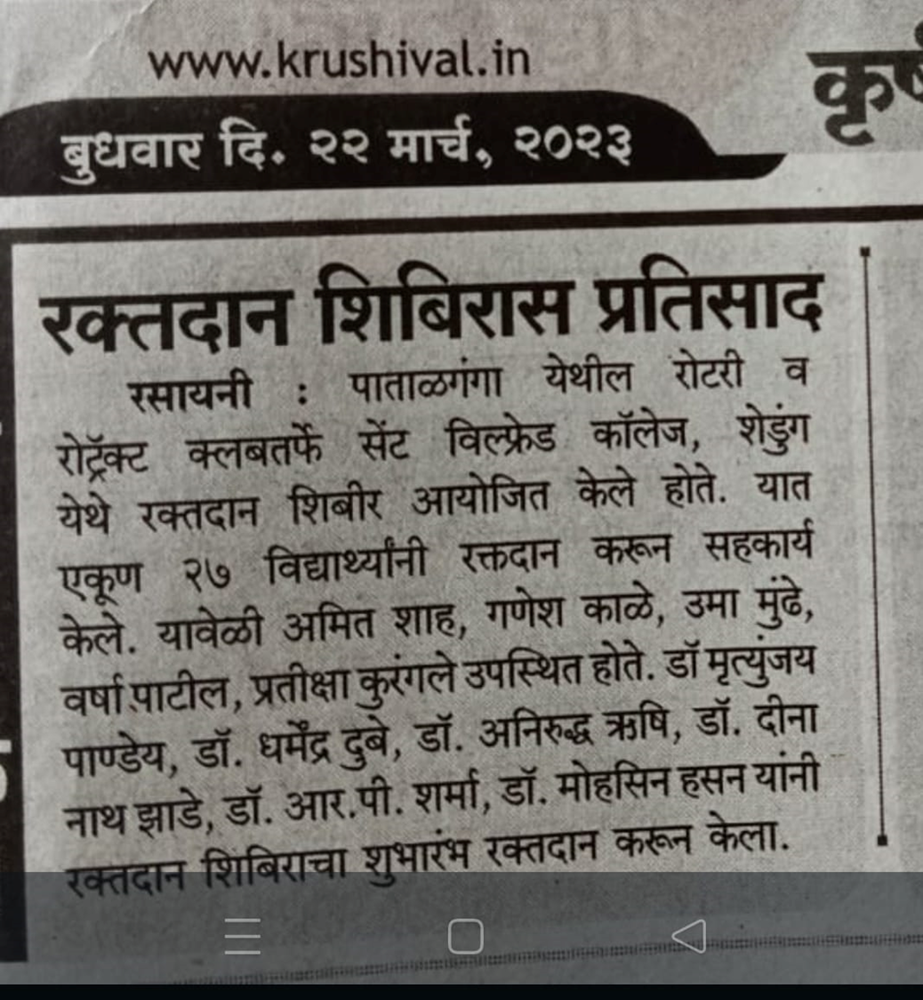 www.krushival.in
बुधवार दि. २२ मार्च, २०२३
रक्तदान शिबिरास प्रतिसाद
रसायनी : पाताळगंगा येथील रोटरी व
रोट्रॅक्ट क्लबतर्फे सेंट विल्फ्रेड कॉलेज, शेडुंग
येथे रक्तदान शिबीर आयोजित केले होते. यात
एकूण २७ विद्यार्थ्यांनी रक्तदान करून सहकार्य
केले. यावेळी अमित शाह, गणेश काळे, उमा मुंढे,
वर्षा पाटील, प्रतीक्षा कुरंगले उपस्थित होते. डॉ मृत्युंजय
पाण्डेय, डॉ. धर्मेंद्र दुबे, डॉ. अनिरुद्ध ऋषि, डॉ. दीना
नाथ झाडे, डॉ. आर.पी. शर्मा, डॉ. मोहसिन हसन यांनी
रक्तदान शिबिराचा शुभारंभ रक्तदान करून केला.